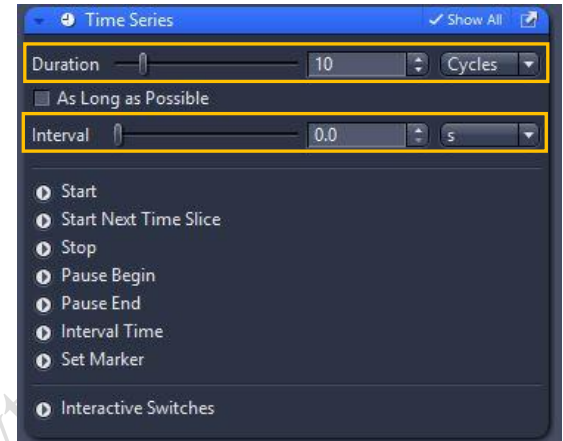 Time Series Show All
Duration 10 Cycles
As Long as Possible
Interval 0.0 s
Start
Start Next Time Slice
Stop
Pause Begin
Pause End
Interval Time
Set Marker
Interactive Switches